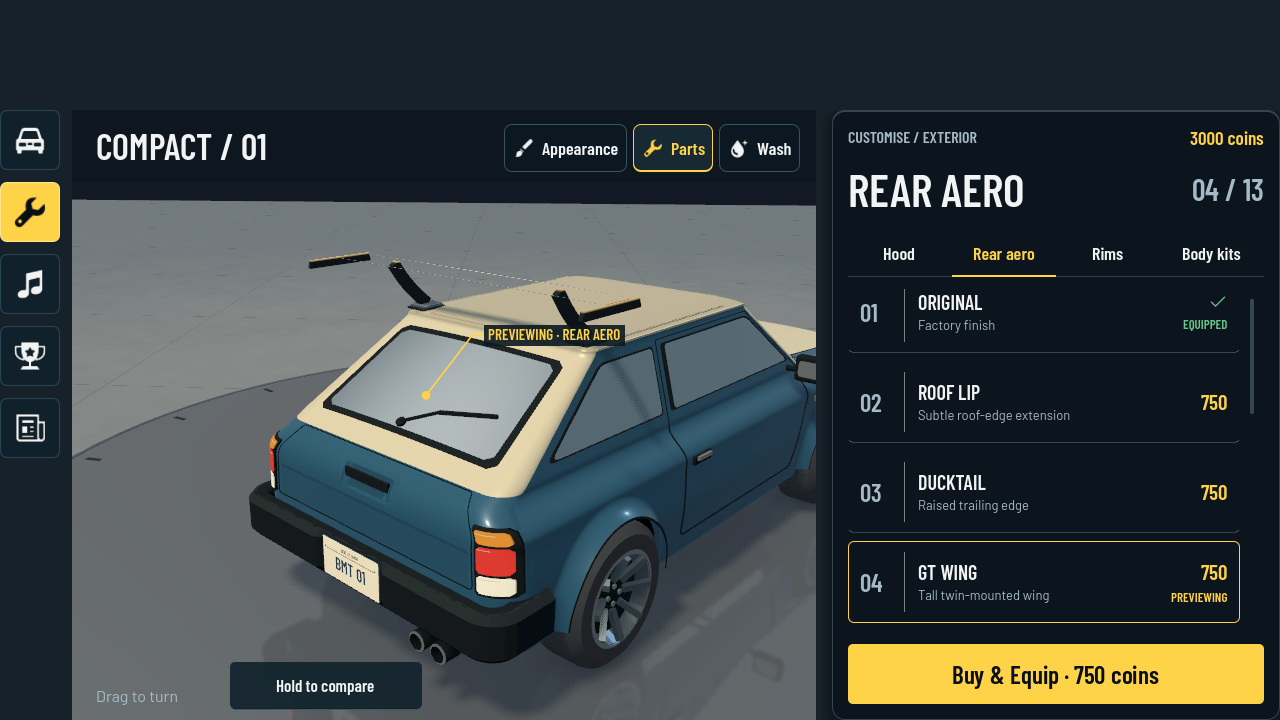 COMPACT / 01
Appearance
Parts
Wash
PREVIEWING · REAR AERO
BMT 01
Drag to turn
Hold to compare
CUSTOMISE / EXTERIOR
3000 coins
REAR AERO
04 / 13
Hood
Rear aero
Rims
Body kits
01
ORIGINAL
Factory finish
EQUIPPED
02
ROOF LIP
Subtle roof-edge extension
750
03
DUCKTAIL
Raised trailing edge
750
04
GT WING
Tall twin-mounted wing
750
PREVIEWING
Buy & Equip · 750 coins